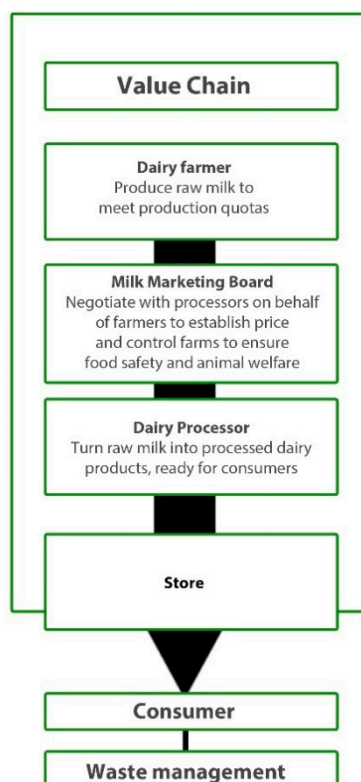 Value Chain
Dairy farmer
Produce raw milk to
meet production quotas
Milk Marketing Board
Negotiate with processors on behalf
of farmers to establish price
and control farms to ensure
food safety and animal welfare
Dairy Processor
Turn raw milk into processed dairy
products, ready for consumers
Store
Consumer
Waste management